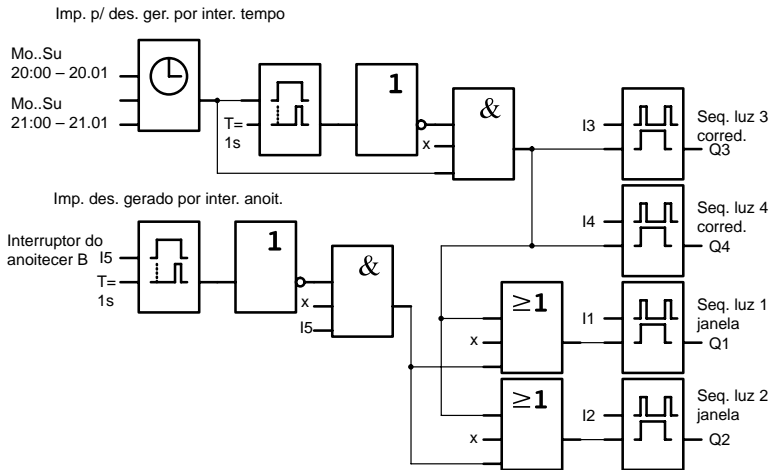 Imp. p/ des. ger. por inter. tempo
Mo..Su
20:00 – 20.01
Mo..Su
21:00 – 21.01
T=
1s
1
x
&
I3
Seq. luz 3
corred.
Q3
Imp. des. gerado por inter. anoit.
I4
Seq. luz 4
corred.
Q4
Interruptor do
anoitecer B I5
T=
1s
1
x
I5
&
≥1
x
I1
Seq. luz 1
janela
Q1
≥1
x
I2
Seq. luz 2
janela
Q2